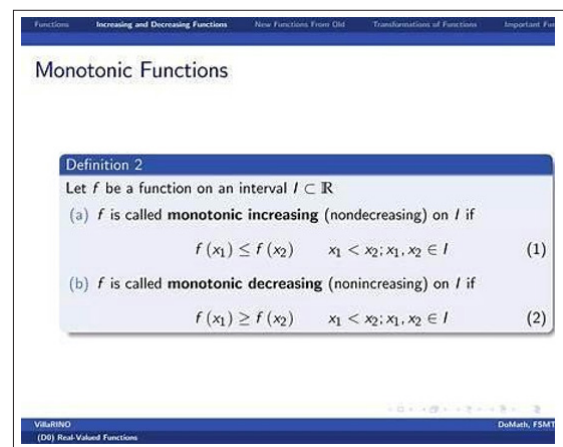 Functions Increasing and Decreasing Functions New Functions From Old Transformations of Functions Important
Monotonic Functions
Definition 2
Let f be a function on an interval I ⊂ ℝ
(a) f is called monotonic increasing (nondecreasing) on I if
f (x₁) ≤ f (x₂) x₁ < x₂; x₁, x₂ ∈ I (1)
(b) f is called monotonic decreasing (nonincreasing) on I if
f (x₁) ≥ f (x₂) x₁ < x₂; x₁, x₂ ∈ I (2)
VillaRINO DoMath, FSMT
(D0) Real-Valued Functions